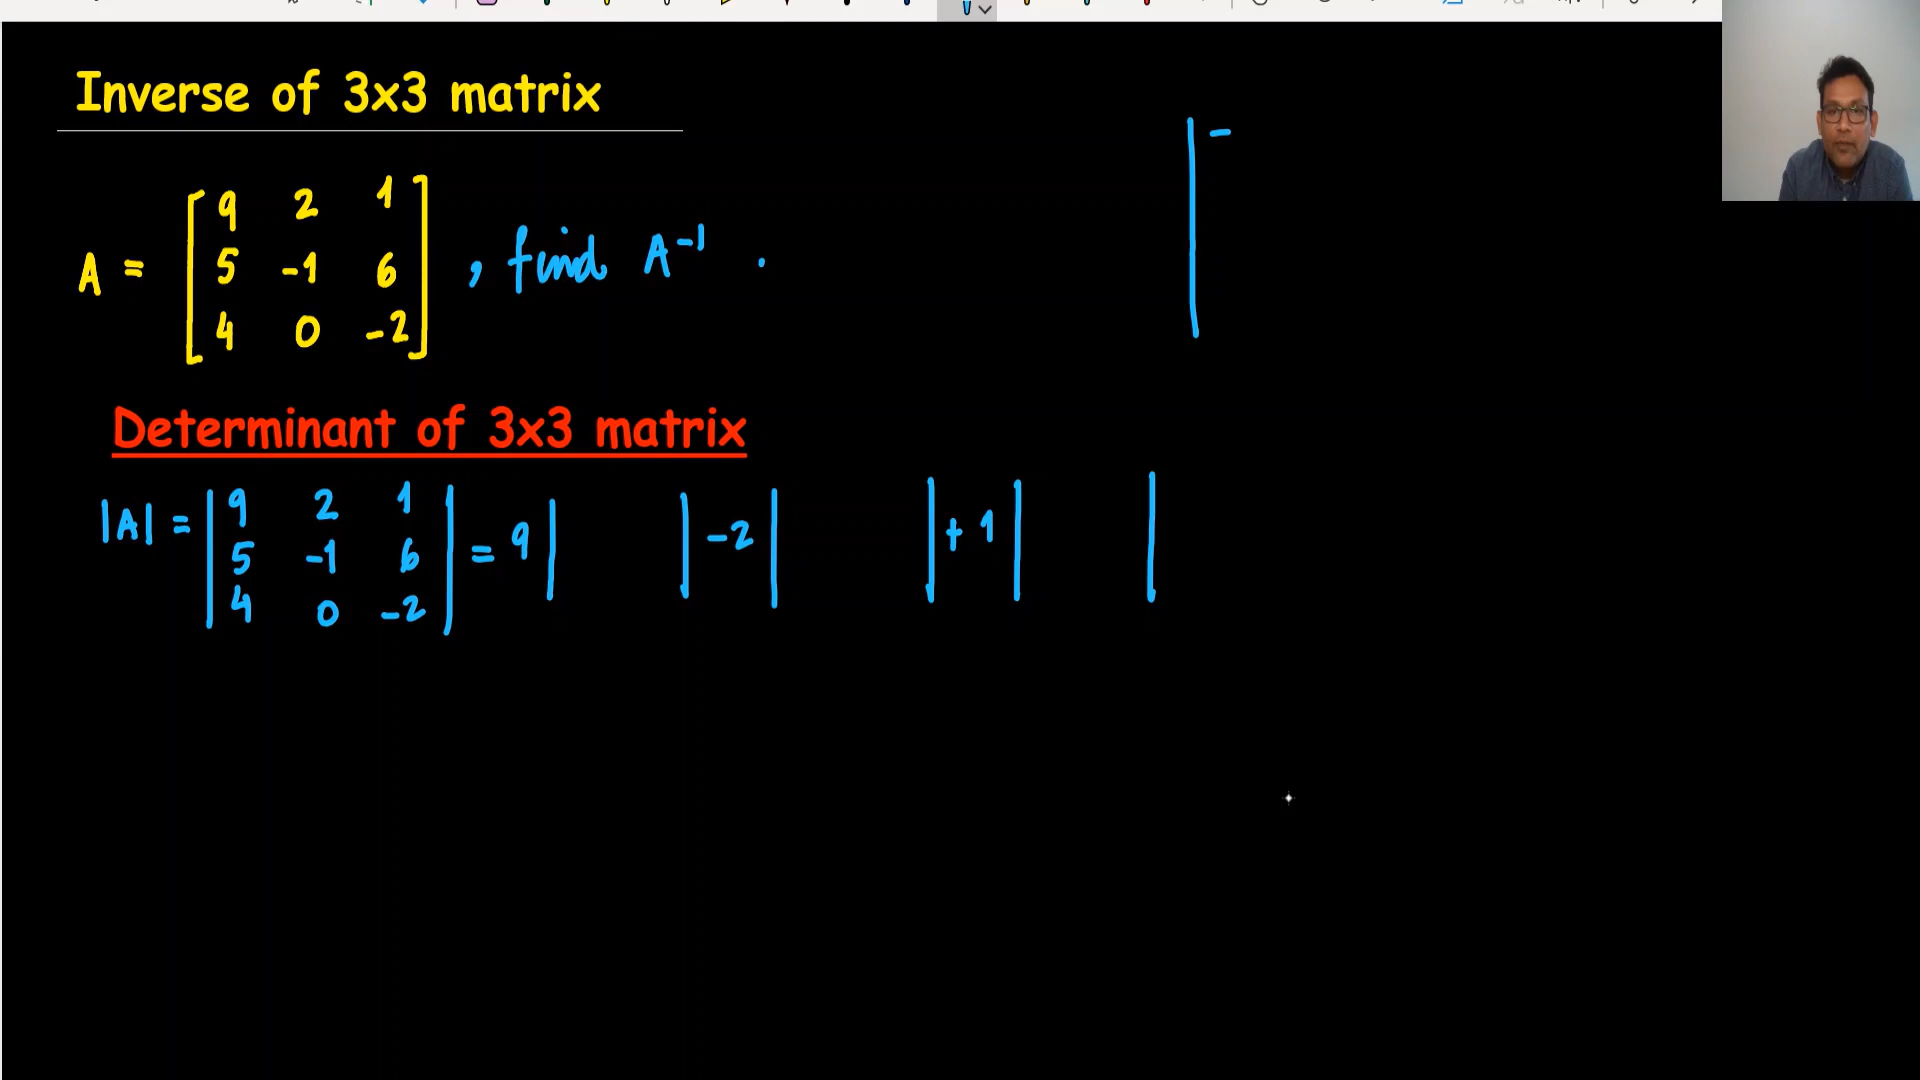 Inverse of 3x3 matrix
A = [ 9 2 1
5 -1 6
4 0 -2 ] , find A⁻¹ .
| -
Determinant of 3x3 matrix
|A| = | 9 2 1
5 -1 6
4 0 -2 | = 9 | | -2 | | + 1 | |